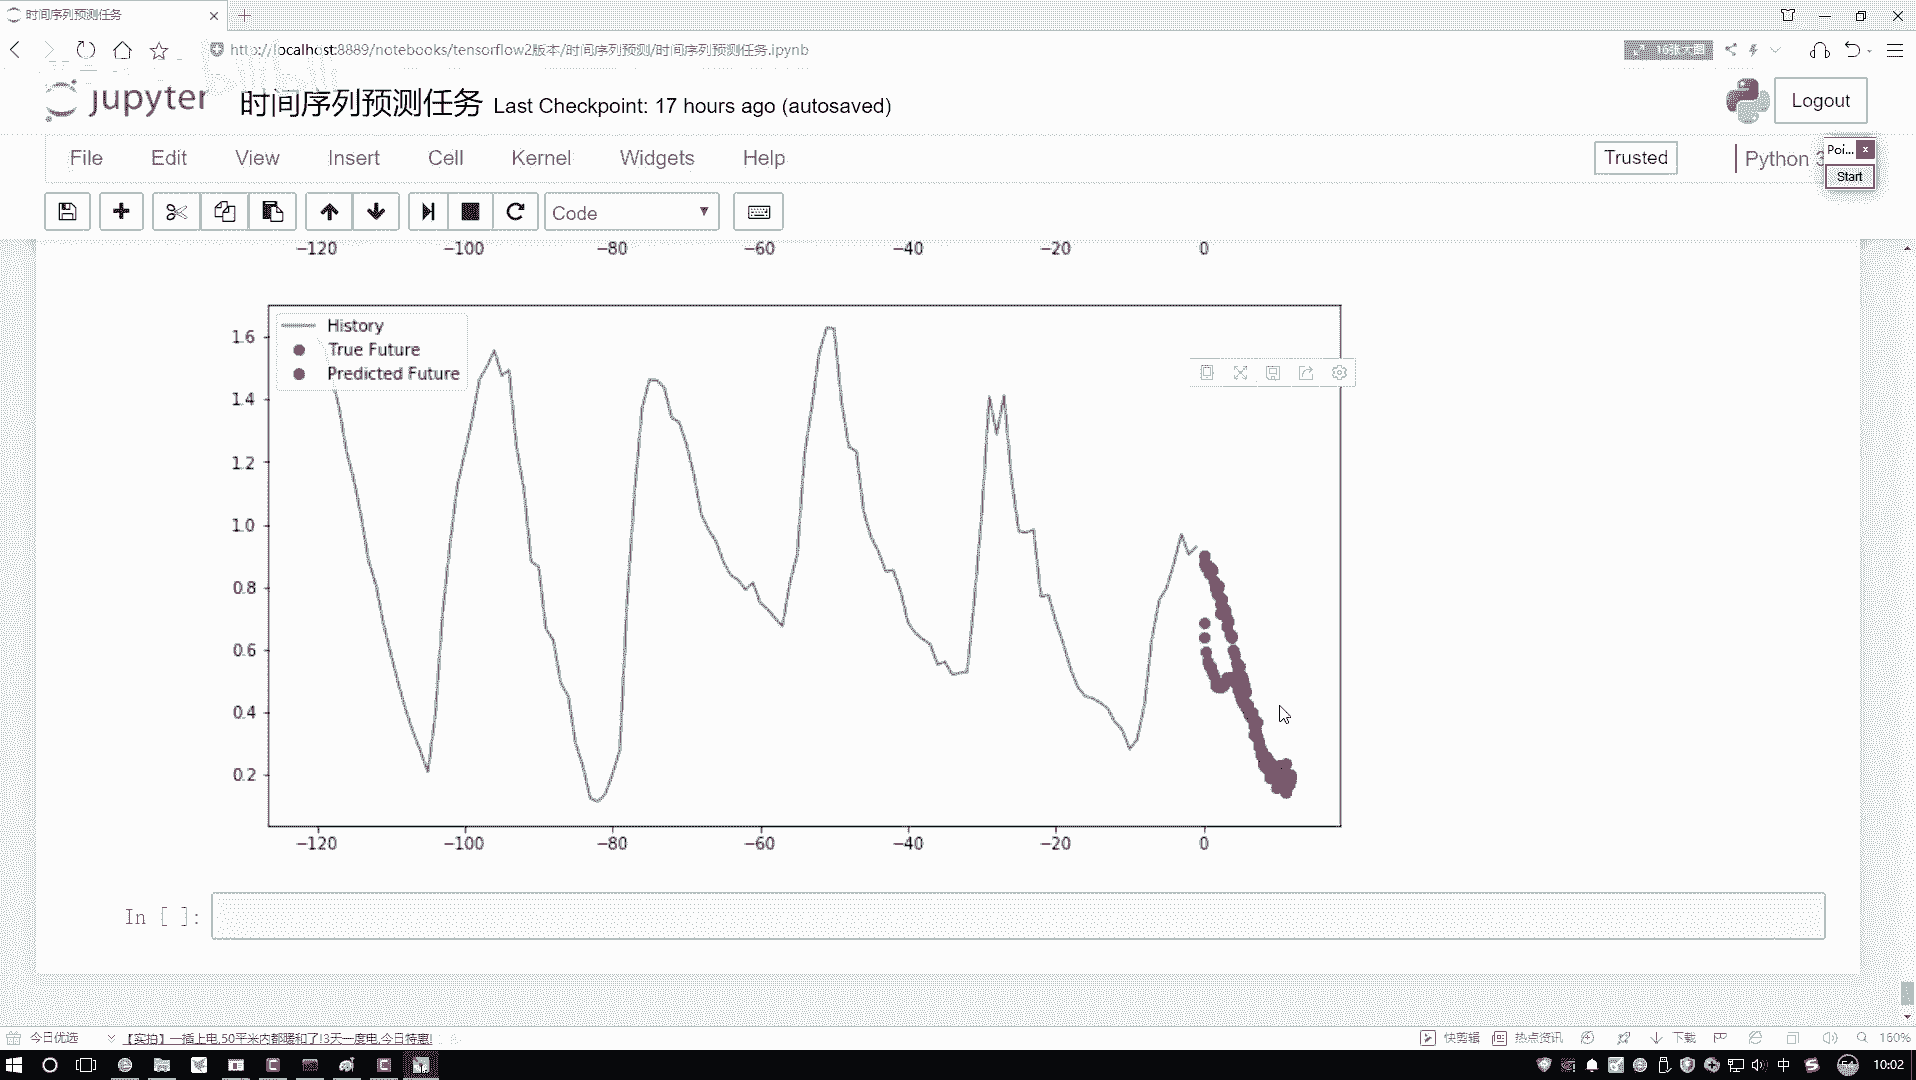 时间序列预测任务
http://localhost:8889/notebooks/tensorflow2版本/时间序列预测/时间序列预测任务.ipynb
bilibili
jupyter 时间序列预测任务 Last Checkpoint: 17 hours ago (autosaved)
Logout
File Edit View Insert Cell Kernel Widgets Help
Trusted
Python 3
Poi...
Start
Code
−120 −100 −80 −60 −40 −20 0
History
True Future
Predicted Future
1.6
1.4
1.2
1.0
0.8
0.6
0.4
0.2
−120 −100 −80 −60 −40 −20 0
In [ ]:
今日优选
【实拍】一插上电,50平米内都暖和了!3天一度电,今日特惠!
快剪辑 热点资讯 下载 160%
中
54
10:02